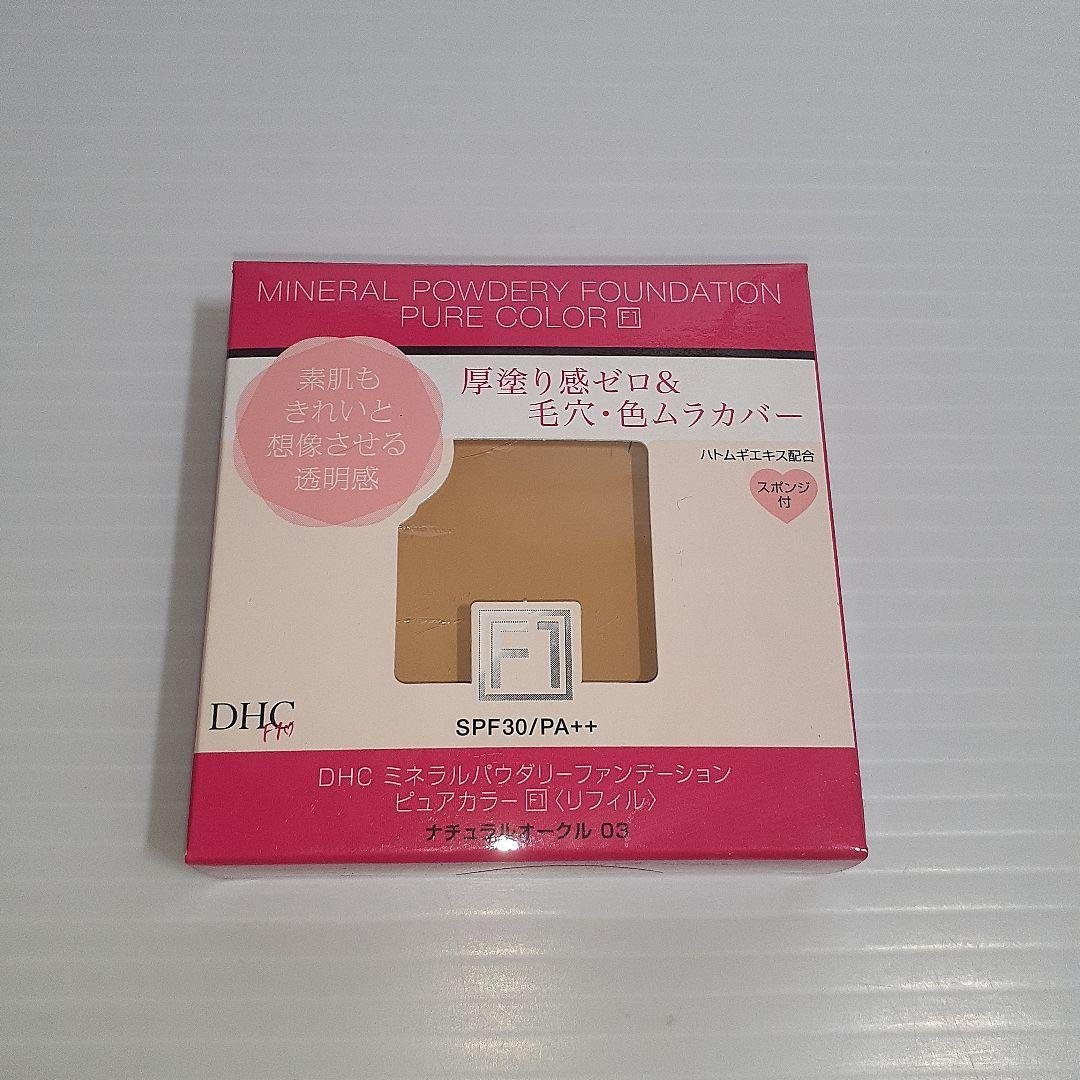 MINERAL POWDERY FOUNDATION
PURE COLOR F1
素肌も
きれいと
想像させる
透明感
厚塗り感ゼロ&
毛穴・色ムラカバー
ハトムギエキス配合
スポンジ
付
F1
SPF30/PA++
DHC
F1♡
DHC ミネラルパウダリーファンデーション
ピュアカラー F1〈リフィル〉
ナチュラルオークル 03